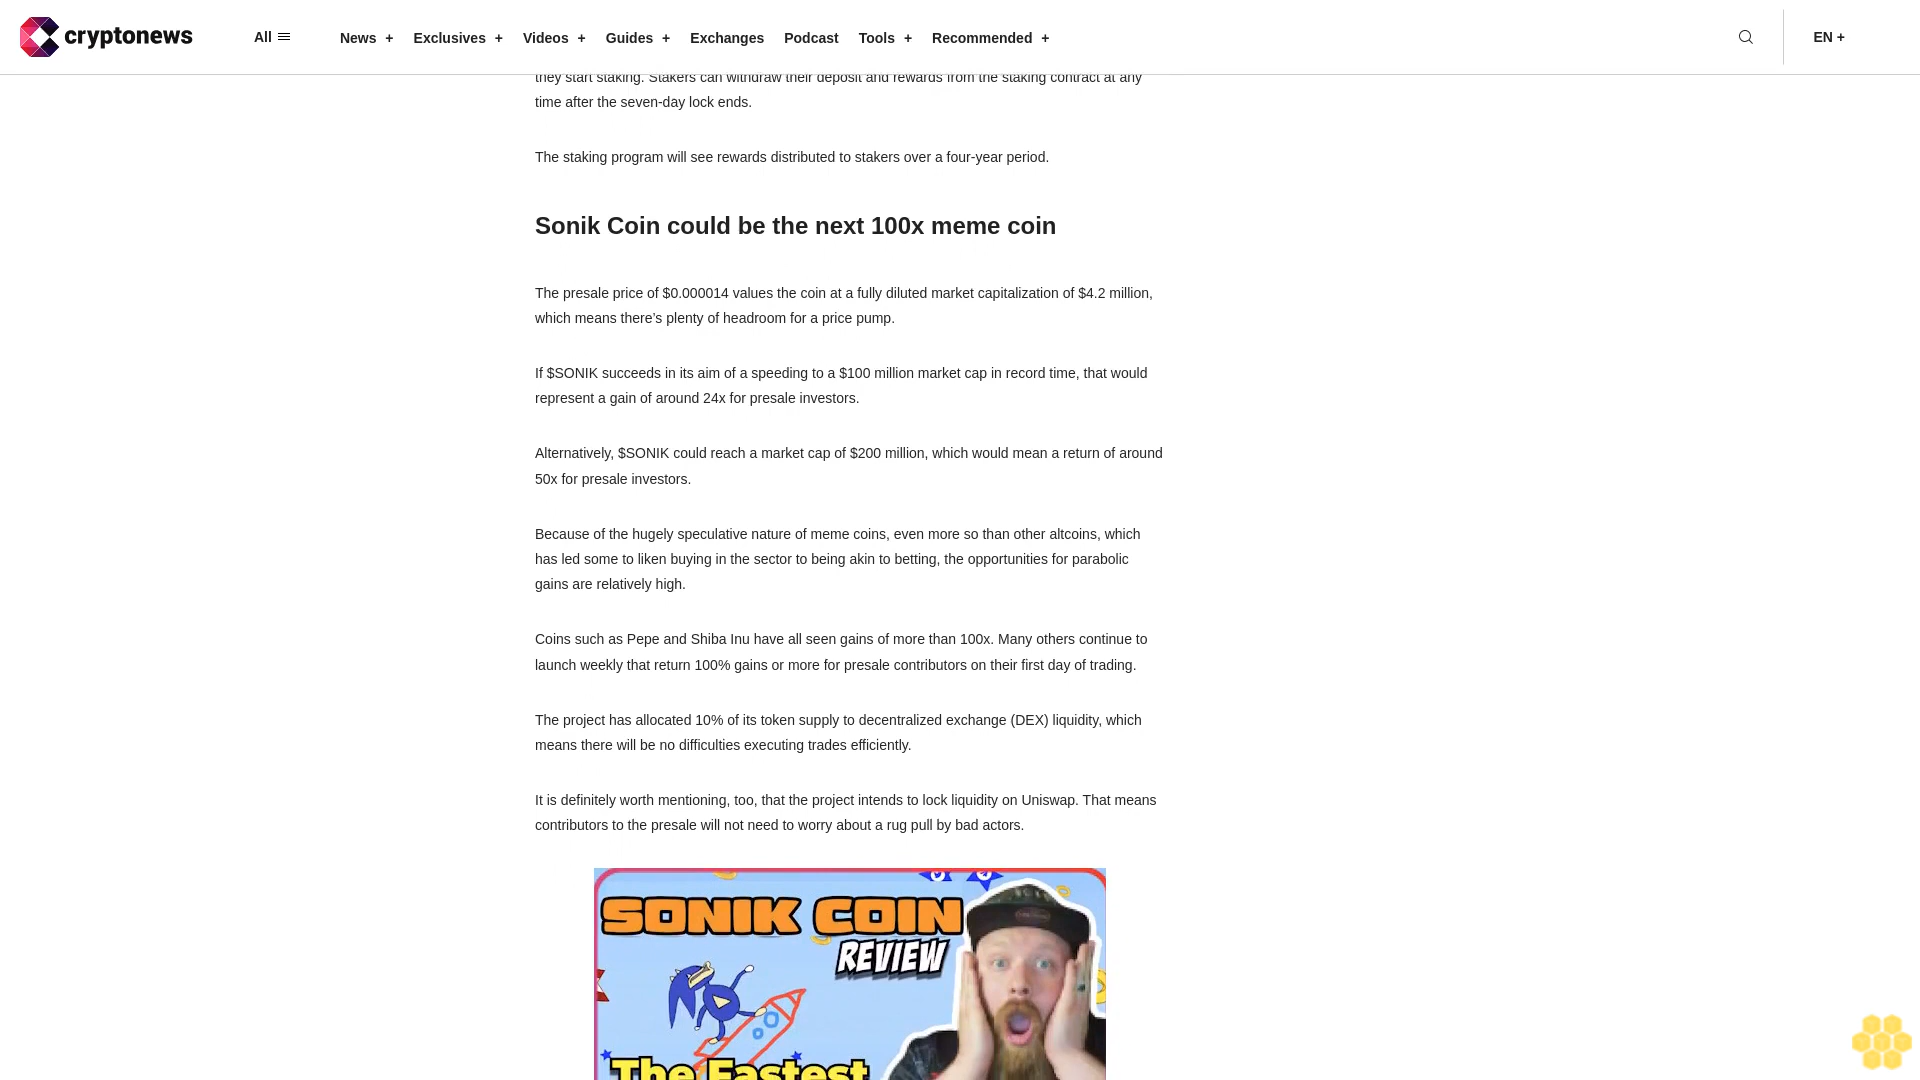 cryptonews
All
News + Exclusives + Videos + Guides + Exchanges Podcast Tools + Recommended +
EN +
they start staking. Stakers can withdraw their deposit and rewards from the staking contract at any
time after the seven-day lock ends.
The staking program will see rewards distributed to stakers over a four-year period.
Sonik Coin could be the next 100x meme coin
The presale price of $0.000014 values the coin at a fully diluted market capitalization of $4.2 million,
which means there’s plenty of headroom for a price pump.
If $SONIK succeeds in its aim of a speeding to a $100 million market cap in record time, that would
represent a gain of around 24x for presale investors.
Alternatively, $SONIK could reach a market cap of $200 million, which would mean a return of around
50x for presale investors.
Because of the hugely speculative nature of meme coins, even more so than other altcoins, which
has led some to liken buying in the sector to being akin to betting, the opportunities for parabolic
gains are relatively high.
Coins such as Pepe and Shiba Inu have all seen gains of more than 100x. Many others continue to
launch weekly that return 100% gains or more for presale contributors on their first day of trading.
The project has allocated 10% of its token supply to decentralized exchange (DEX) liquidity, which
means there will be no difficulties executing trades efficiently.
It is definitely worth mentioning, too, that the project intends to lock liquidity on Uniswap. That means
contributors to the presale will not need to worry about a rug pull by bad actors.
SONIK COIN
REVIEW
The Fastest